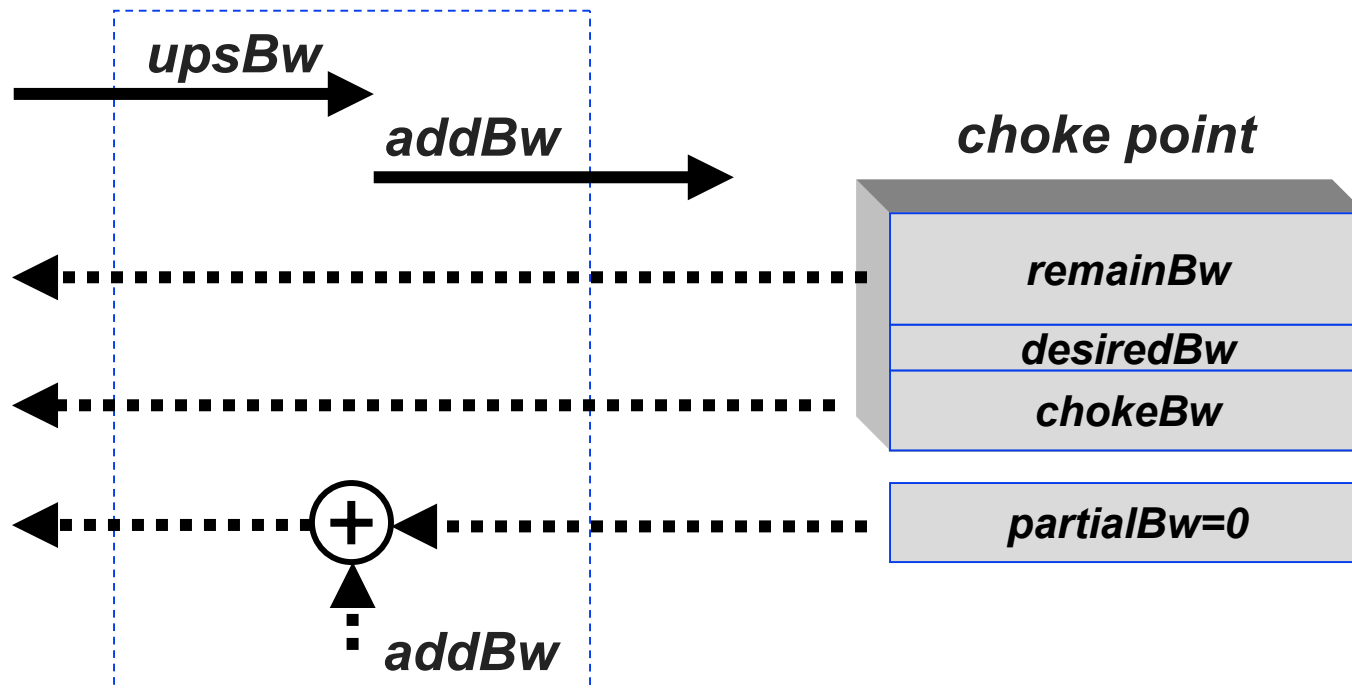 upsBw
addBw
choke point
remainBw
desiredBw
chokeBw
partialBw=0
addBw